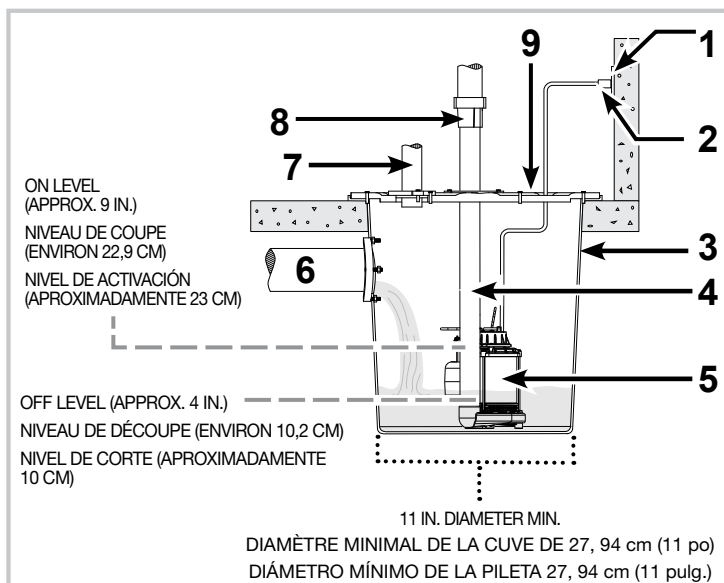 9
1
8
2
7
ON LEVEL
(APPROX. 9 IN.)
NIVEAU DE COUPE
(ENVIRON 22,9 CM)
NIVEL DE ACTIVACIÓN
(APROXIMADAMENTE 23 CM)
6
3
4
5
OFF LEVEL (APPROX. 4 IN.)
NIVEAU DE DÉCOUPE (ENVIRON 10,2 CM)
NIVEL DE CORTE (APROXIMADAMENTE
10 CM)
11 IN. DIAMETER MIN.
DIAMÈTRE MINIMAL DE LA CUVE DE 27, 94 cm (11 po)
DIÁMETRO MÍNIMO DE LA PILETA 27, 94 cm (11 pulg.)